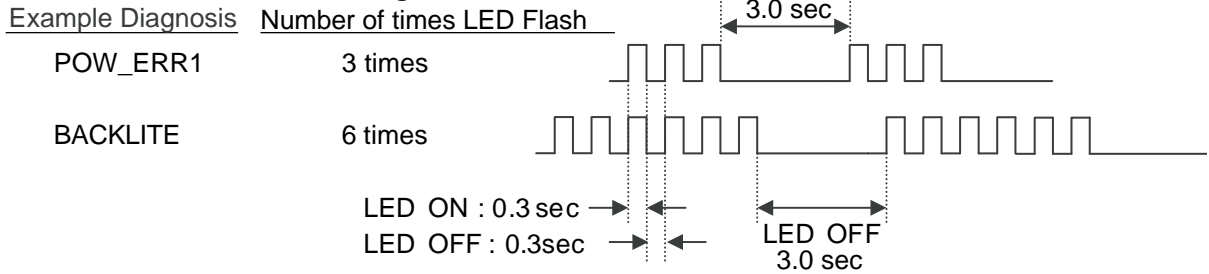 3.0 sec
Example Diagnosis Number of times LED Flash
POW_ERR1 3 times
BACKLITE 6 times
LED ON : 0.3 sec
LED OFF : 0.3sec
LED OFF
3.0 sec